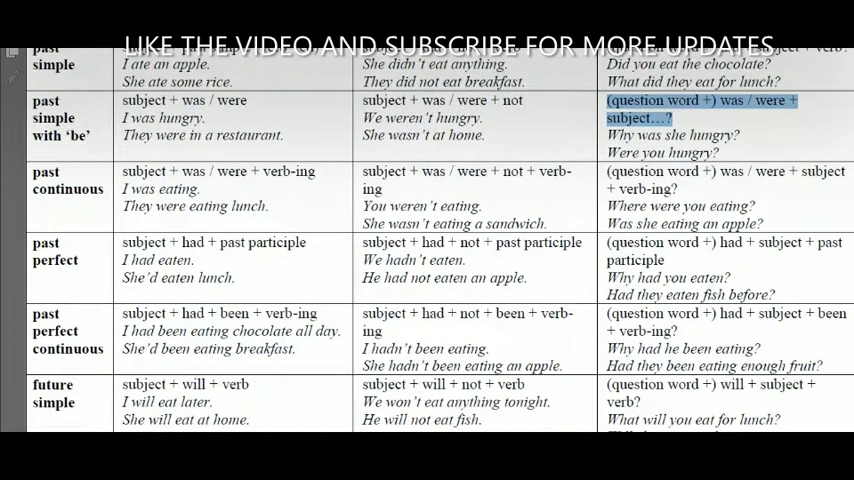 LIKE THE VIDEO AND SUBSCRIBE FOR MORE UPDATES
past
simple
I ate an apple.
She ate some rice.
She didn't eat anything.
They did not eat breakfast.
Did you eat the chocolate?
What did they eat for lunch?
past
simple
with 'be'
subject + was / were
I was hungry.
They were in a restaurant.
subject + was / were + not
We weren't hungry.
She wasn't at home.
(question word +) was / were +
subject…?
Why was she hungry?
Were you hungry?
past
continuous
subject + was / were + verb-ing
I was eating.
They were eating lunch.
subject + was / were + not + verb-
ing
You weren't eating.
She wasn't eating a sandwich.
(question word +) was / were + subject
+ verb-ing?
Where were you eating?
Was she eating an apple?
past
perfect
subject + had + past participle
I had eaten.
She'd eaten lunch.
subject + had + not + past participle
We hadn't eaten.
He had not eaten an apple.
(question word +) had + subject + past
participle
Why had you eaten?
Had they eaten fish before?
past
perfect
continuous
subject + had + been + verb-ing
I had been eating chocolate all day.
She'd been eating breakfast.
subject + had + not + been + verb-
ing
I hadn't been eating.
She hadn't been eating an apple.
(question word +) had + subject + been
+ verb-ing?
Why had he been eating?
Had they been eating enough fruit?
future
simple
subject + will + verb
I will eat later.
She will eat at home.
subject + will + not + verb
We won't eat anything tonight.
He will not eat fish.
(question word +) will + subject +
verb?
What will you eat for lunch?